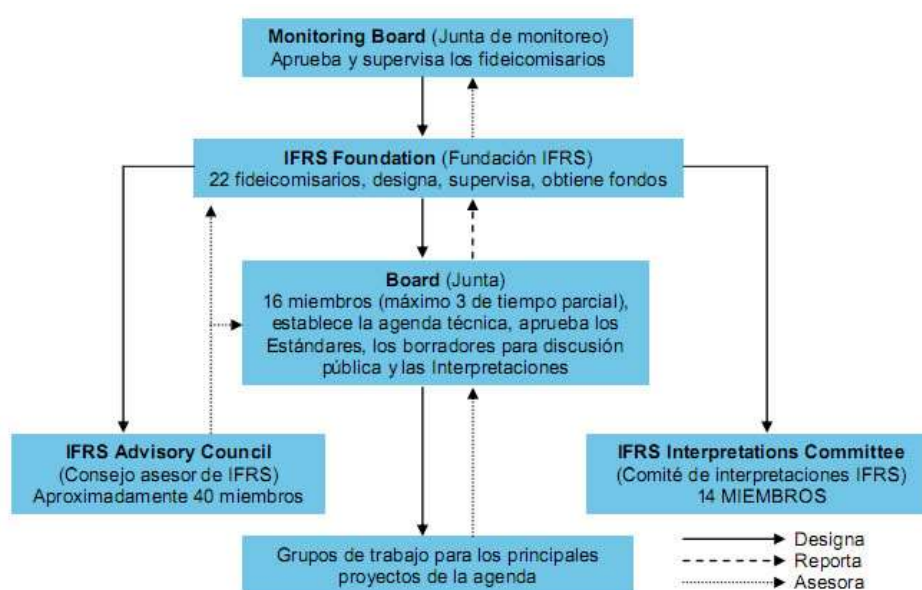 Monitoring Board (Junta de monitoreo)
Aprueba y supervisa los fideicomisarios
IFRS Foundation (Fundación IFRS)
22 fideicomisarios, designa, supervisa, obtiene fondos
Board (Junta)
16 miembros (máximo 3 de tiempo parcial),
establece la agenda técnica, aprueba los
Estándares, los borradores para discusión
pública y las Interpretaciones
IFRS Advisory Council
(Consejo asesor de IFRS)
Aproximadamente 40 miembros
IFRS Interpretations Committee
(Comité de interpretaciones IFRS)
14 MIEMBROS
Grupos de trabajo para los principales
proyectos de la agenda
Designa
Reporta
Asesora